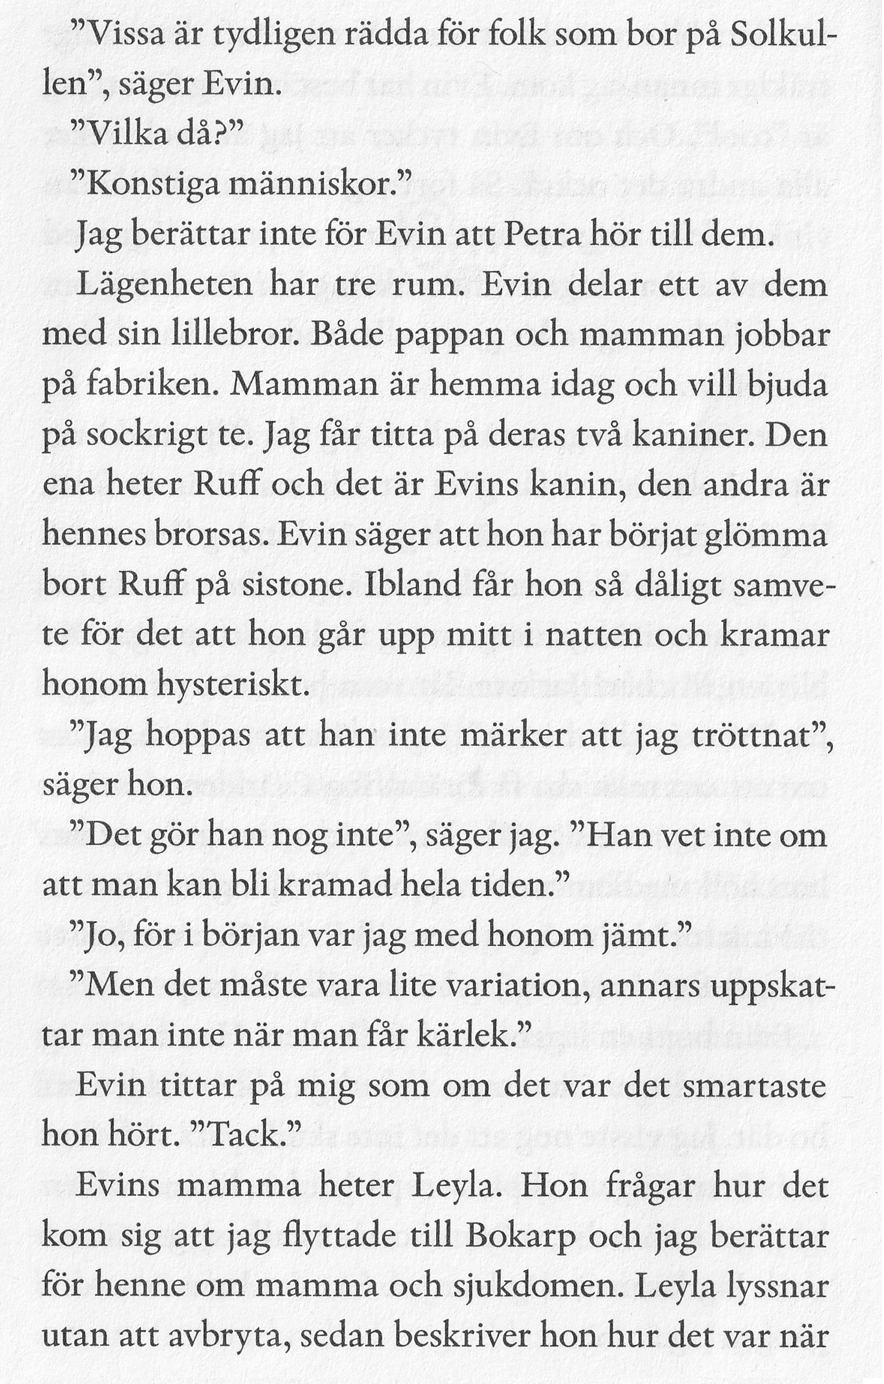 ”Vissa är tydligen rädda för folk som bor på Solkul-
len”, säger Evin.
”Vilka då?”
”Konstiga människor.”
Jag berättar inte för Evin att Petra hör till dem.
Lägenheten har tre rum. Evin delar ett av dem
med sin lillebror. Både pappan och mamman jobbar
på fabriken. Mamman är hemma idag och vill bjuda
på sockrigt te. Jag får titta på deras två kaniner. Den
ena heter Ruff och det är Evins kanin, den andra är
hennes brorsas. Evin säger att hon har börjat glömma
bort Ruff på sistone. Ibland får hon så dåligt samve-
te för det att hon går upp mitt i natten och kramar
honom hysteriskt.
”Jag hoppas att han inte märker att jag tröttnat”,
säger hon.
”Det gör han nog inte”, säger jag. ”Han vet inte om
att man kan bli kramad hela tiden.”
”Jo, för i början var jag med honom jämt.”
”Men det måste vara lite variation, annars uppskat-
tar man inte när man får kärlek.”
Evin tittar på mig som om det var det smartaste
hon hört. ”Tack.”
Evins mamma heter Leyla. Hon frågar hur det
kom sig att jag flyttade till Bokarp och jag berättar
för henne om mamma och sjukdomen. Leyla lyssnar
utan att avbryta, sedan beskriver hon hur det var när